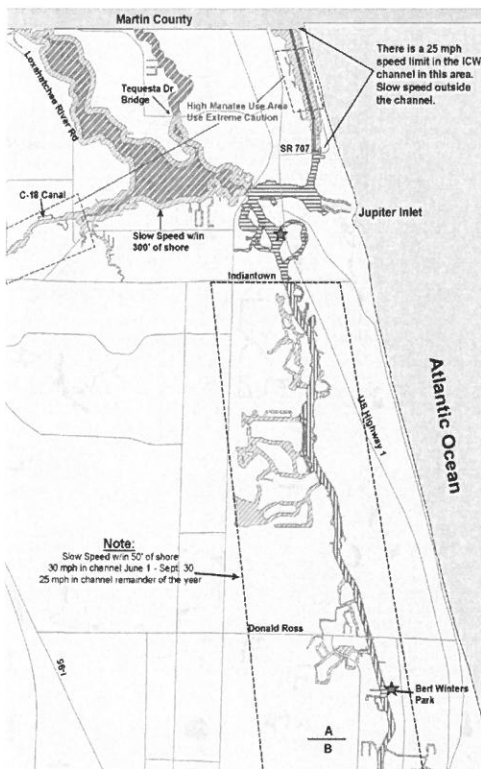 Martin County
Loxahatchee River Rd
There is a 25 mph
speed limit in the ICW
channel in this area.
Slow speed outside
the channel.
Tequesta Dr
Bridge
High Manatee Use Area
Use Extreme Caution
SR 707
C-18 Canal
Slow Speed w/in
300' of shore
Jupiter Inlet
Indiantown
Atlantic Ocean
US Highway 1
Note:
Slow Speed w/in 50' of shore
30 mph in channel June 1 - Sept. 30
25 mph in channel remainder of the year
Donald Ross
I-95
Bert Winters
Park
A
B